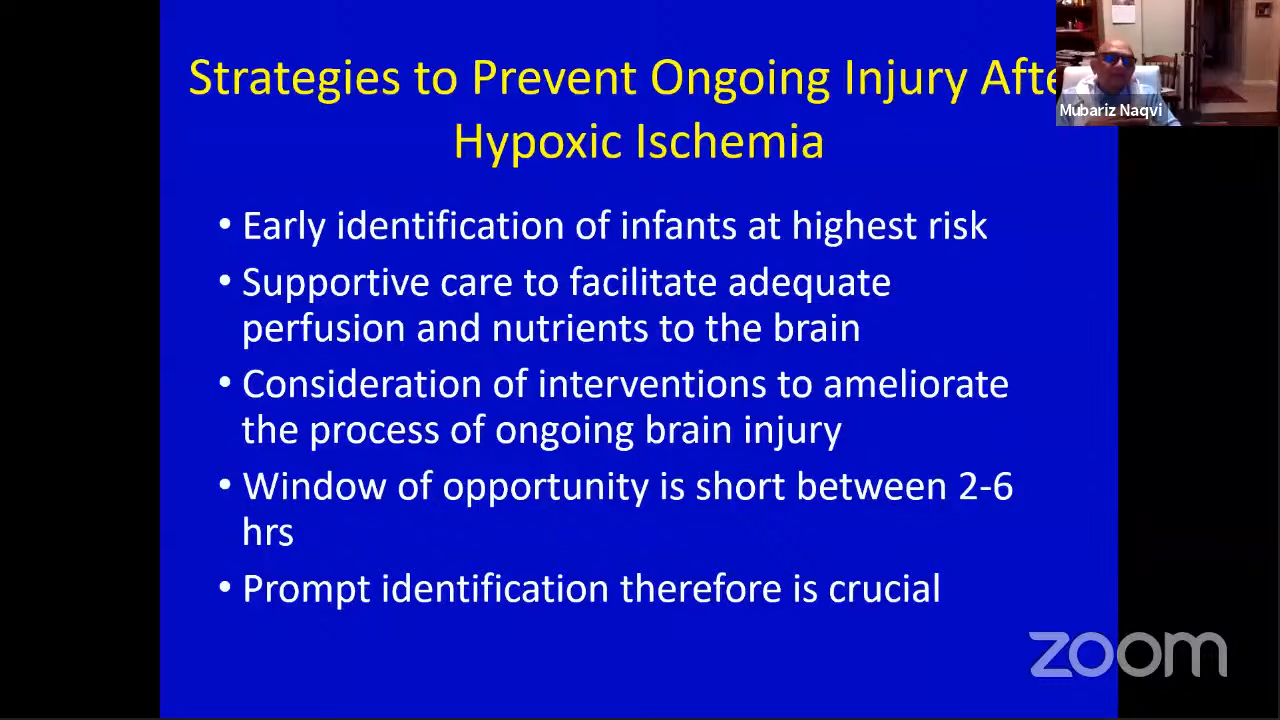 Strategies to Prevent Ongoing Injury Afte
Hypoxic Ischemia
Mubariz Naqvi
• Early identification of infants at highest risk
• Supportive care to facilitate adequate
perfusion and nutrients to the brain
• Consideration of interventions to ameliorate
the process of ongoing brain injury
• Window of opportunity is short between 2-6
hrs
• Prompt identification therefore is crucial
zoom